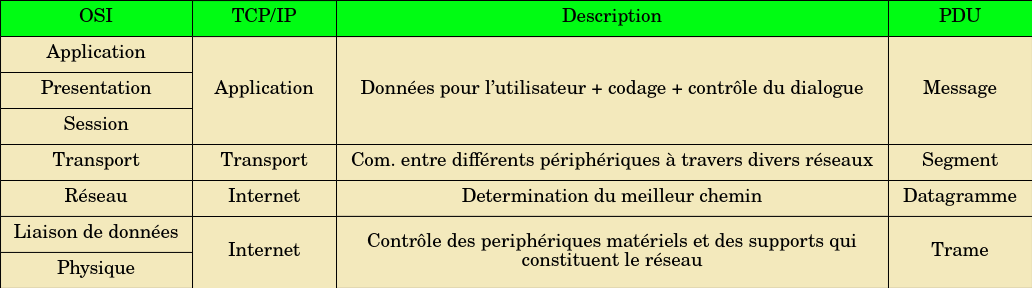 OSI TCP/IP Description PDU
Application
Presentation
Session
Application
Données pour l'utilisateur + codage + contrôle du dialogue
Message
Transport Transport Com. entre différents périphériques à travers divers réseaux Segment
Réseau Internet Determination du meilleur chemin Datagramme
Liaison de données
Physique
Internet
Contrôle des periphériques matériels et des supports qui
constituent le réseau
Trame